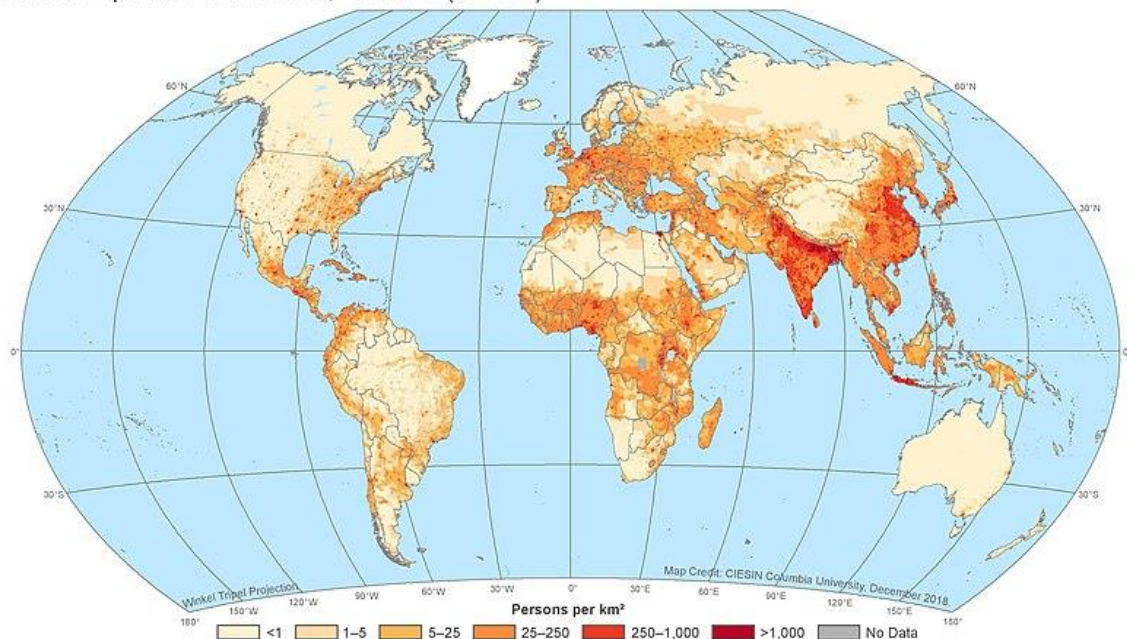 60°N
60°N
30°N
30°N
0°
0
30°S
30°S
Winkel Tripel Projection
Map Credit: CIESIN Columbia University, December 2018.
180°
150°W
120°W
90°W
60°W
30°W
0°
30°E
60°E
90°E
120°E
150°E
180°
Persons per km²
<1
1–5
5–25
25–250
250–1,000
>1,000
No Data